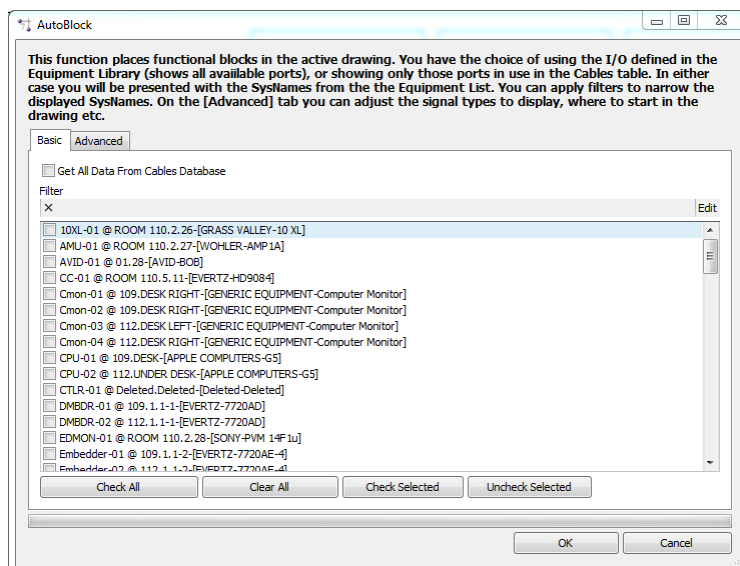 AutoBlock
This function places functional blocks in the active drawing. You have the choice of using the I/O defined in the
Equipment Library (shows all avaiilable ports), or showing only those ports in use in the Cables table. In either
case you will be presented with the SysNames from the the Equipment List. You can apply filters to narrow the
displayed SysNames. On the [Advanced] tab you can adjust the signal types to display, where to start in the
drawing etc.
Basic Advanced
Get All Data From Cables Database
Filter
× Edit
10XL-01 @ ROOM 110.2.26-[GRASS VALLEY-10 XL]
AMU-01 @ ROOM 110.2.27-[WOHLER-AMP1A]
AVID-01 @ 01.28-[AVID-BOB]
CC-01 @ ROOM 110.5.11-[EVERTZ-HD9084]
Cmon-01 @ 109.DESK RIGHT-[GENERIC EQUIPMENT-Computer Monitor]
Cmon-02 @ 109.DESK RIGHT-[GENERIC EQUIPMENT-Computer Monitor]
Cmon-03 @ 112.DESK LEFT-[GENERIC EQUIPMENT-Computer Monitor]
Cmon-04 @ 112.DESK RIGHT-[GENERIC EQUIPMENT-Computer Monitor]
CPU-01 @ 109.DESK-[APPLE COMPUTERS-G5]
CPU-02 @ 112.UNDER DESK-[APPLE COMPUTERS-G5]
CTLR-01 @ Deleted.Deleted-[Deleted-Deleted]
DMBDR-01 @ 109.1.1-1-[EVERTZ-7720AD]
DMBDR-02 @ 112.1.1-1-[EVERTZ-7720AD]
EDMON-01 @ ROOM 110.2.28-[SONY-PVM 14F1u]
Embedder-01 @ 109.1.1-2-[EVERTZ-7720AE-4]
Embedder-02 @ 112.1.1-2-[EVERTZ-7720AE-4]
Check All Clear All Check Selected Uncheck Selected
OK Cancel